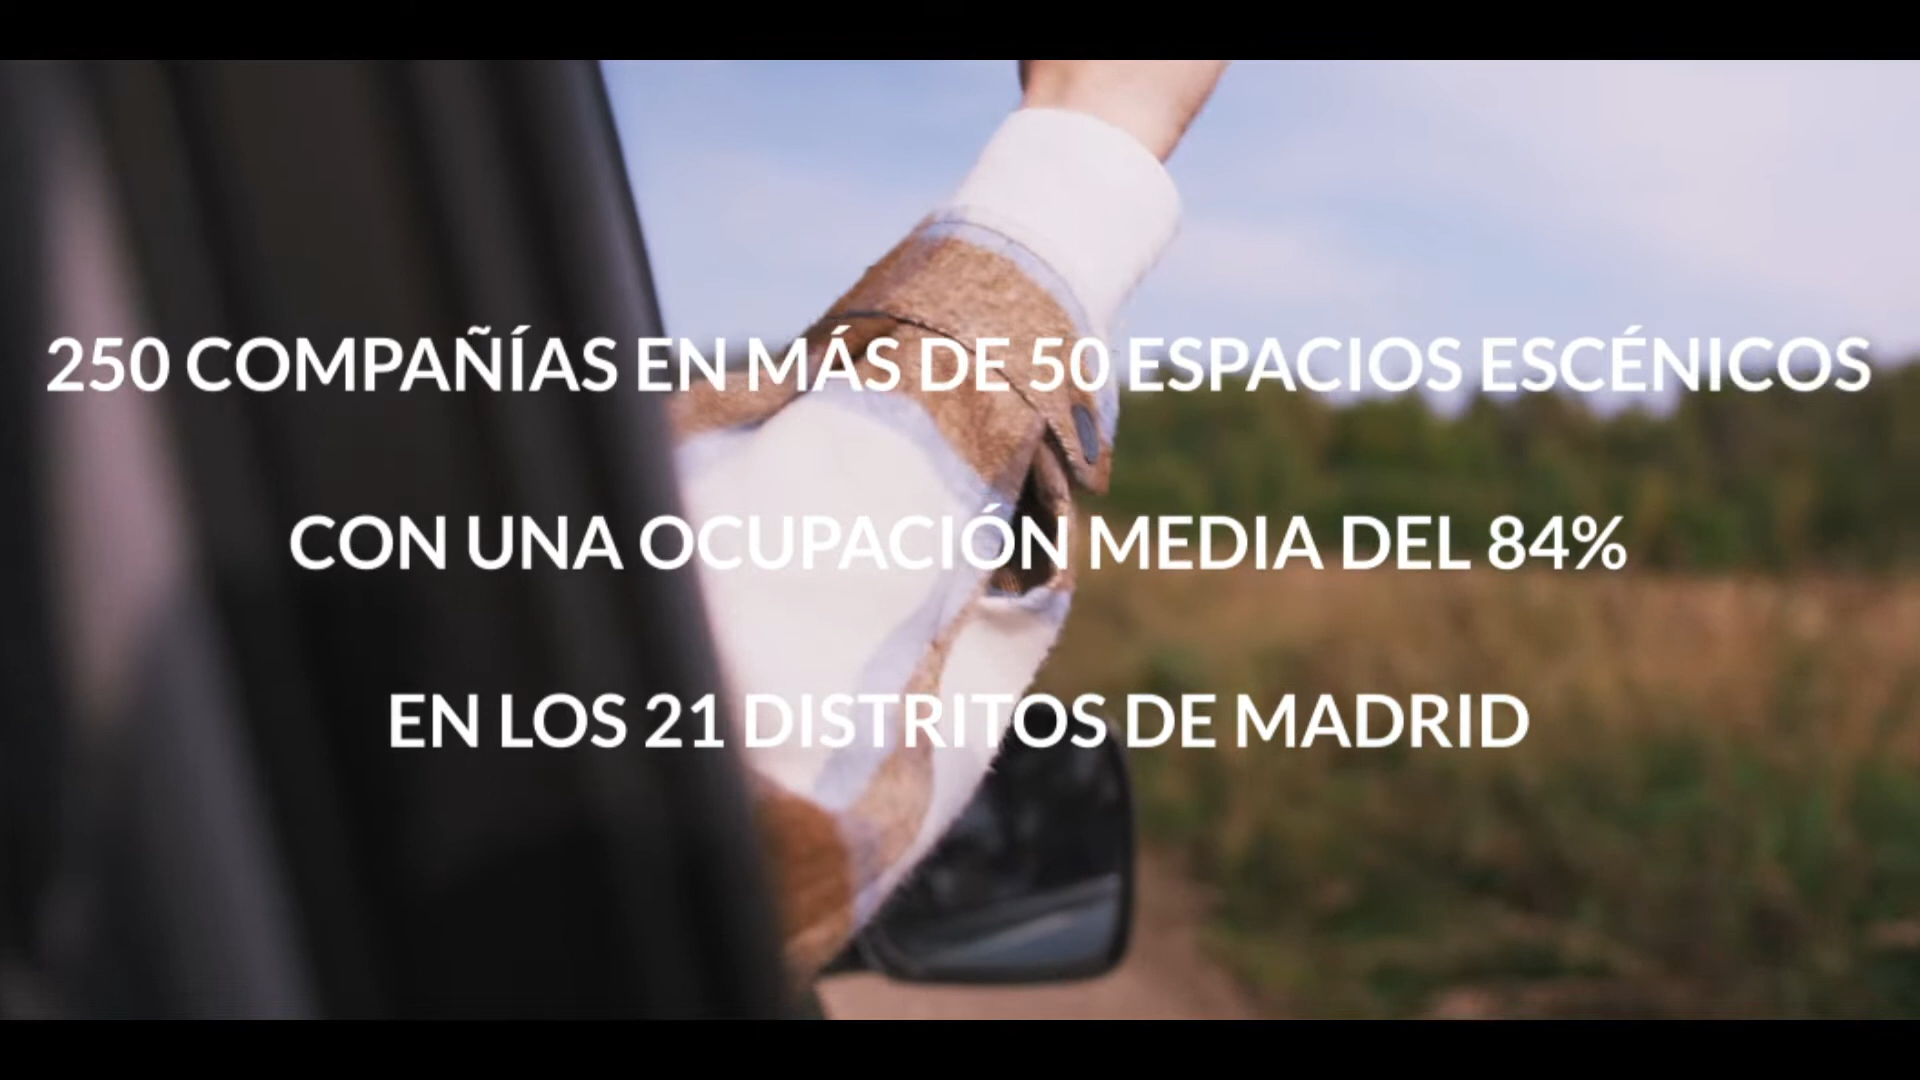 250 COMPAÑÍAS EN MÁS DE 50 ESPACIOS ESCÉNICOS
CON UNA OCUPACIÓN MEDIA DEL 84%
EN LOS 21 DISTRITOS DE MADRID